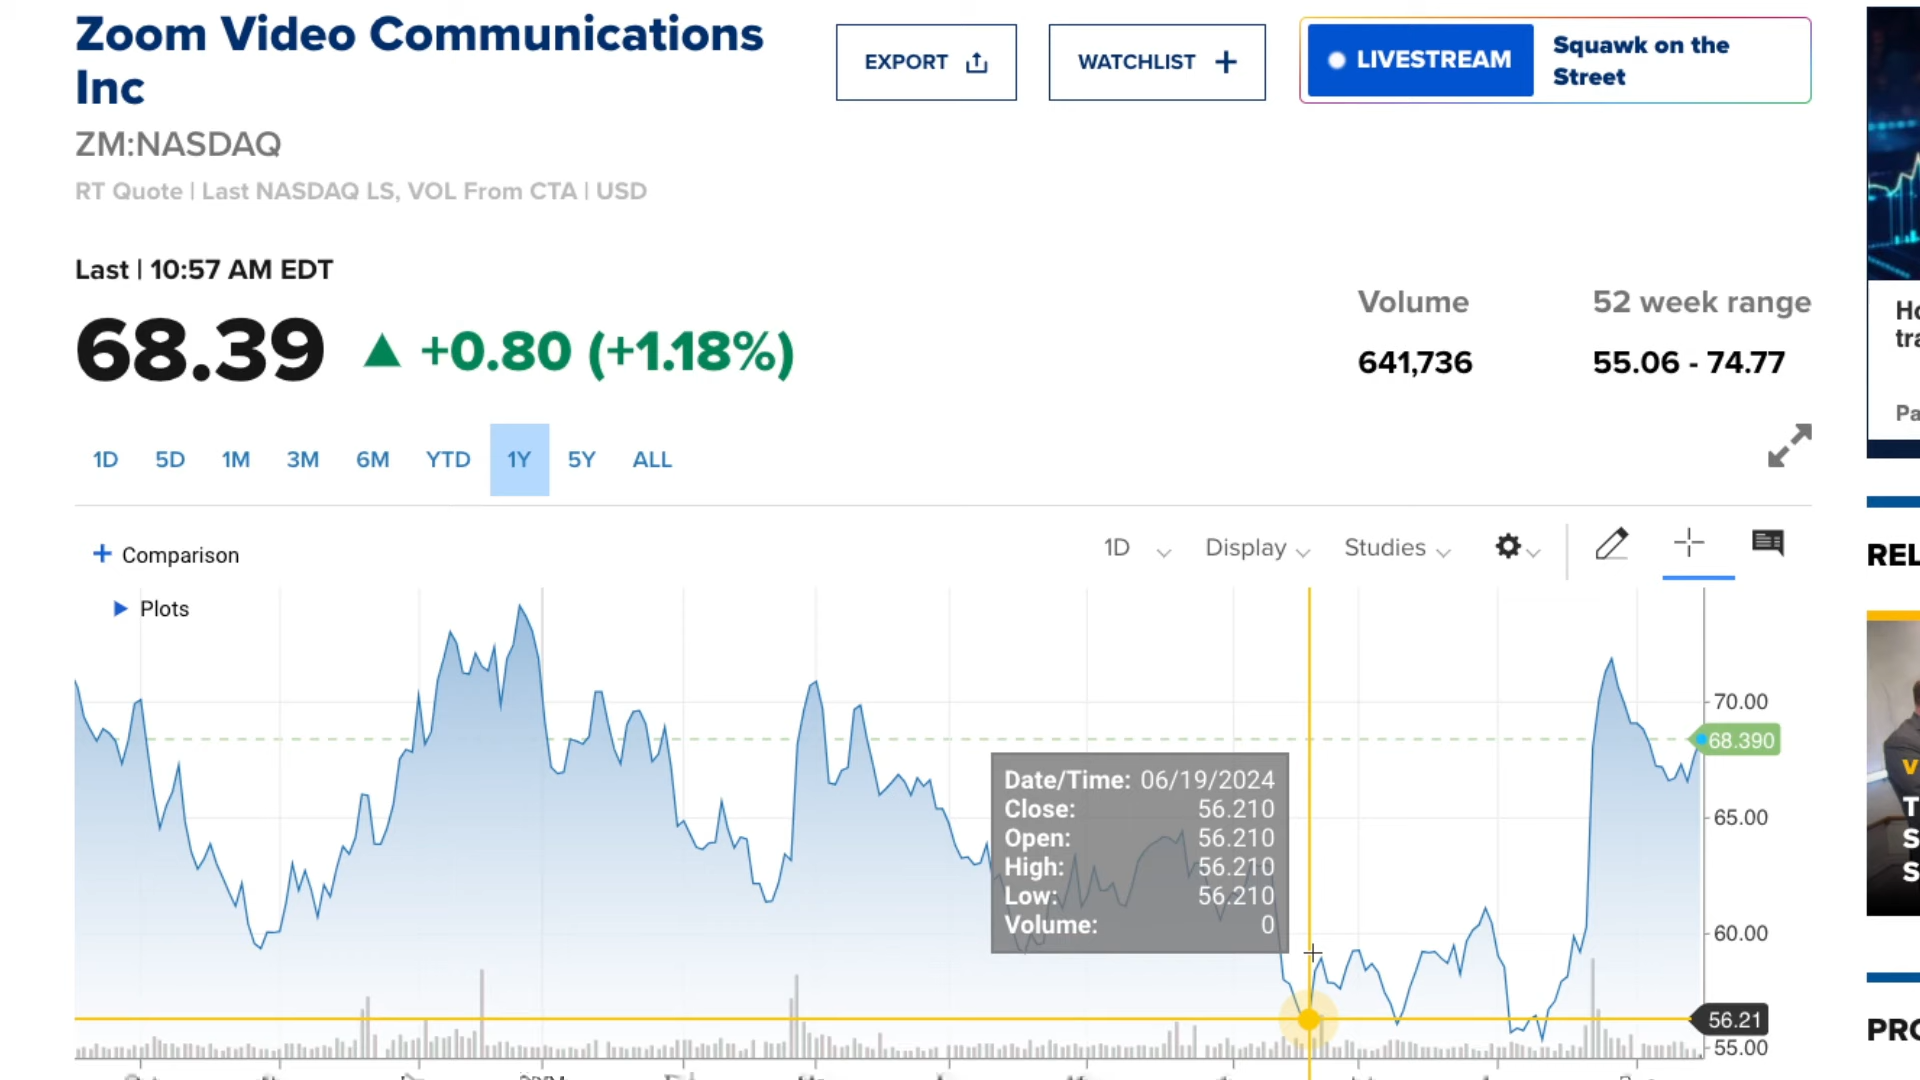 Zoom Video Communications
Inc
ZM:NASDAQ
RT Quote | Last NASDAQ LS, VOL From CTA | USD
EXPORT
WATCHLIST
LIVESTREAM
Squawk on the
Street
Last | 10:57 AM EDT
68.39 +0.80 (+1.18%)
Volume
641,736
52 week range
55.06 - 74.77
1D 5D 1M 3M 6M YTD 1Y 5Y ALL
Comparison
1D Display Studies
Plots
Date/Time: 06/19/2024
Close: 56.210
Open: 56.210
High: 56.210
Low: 56.210
Volume: 0
70.00
68.390
65.00
60.00
56.21
55.00